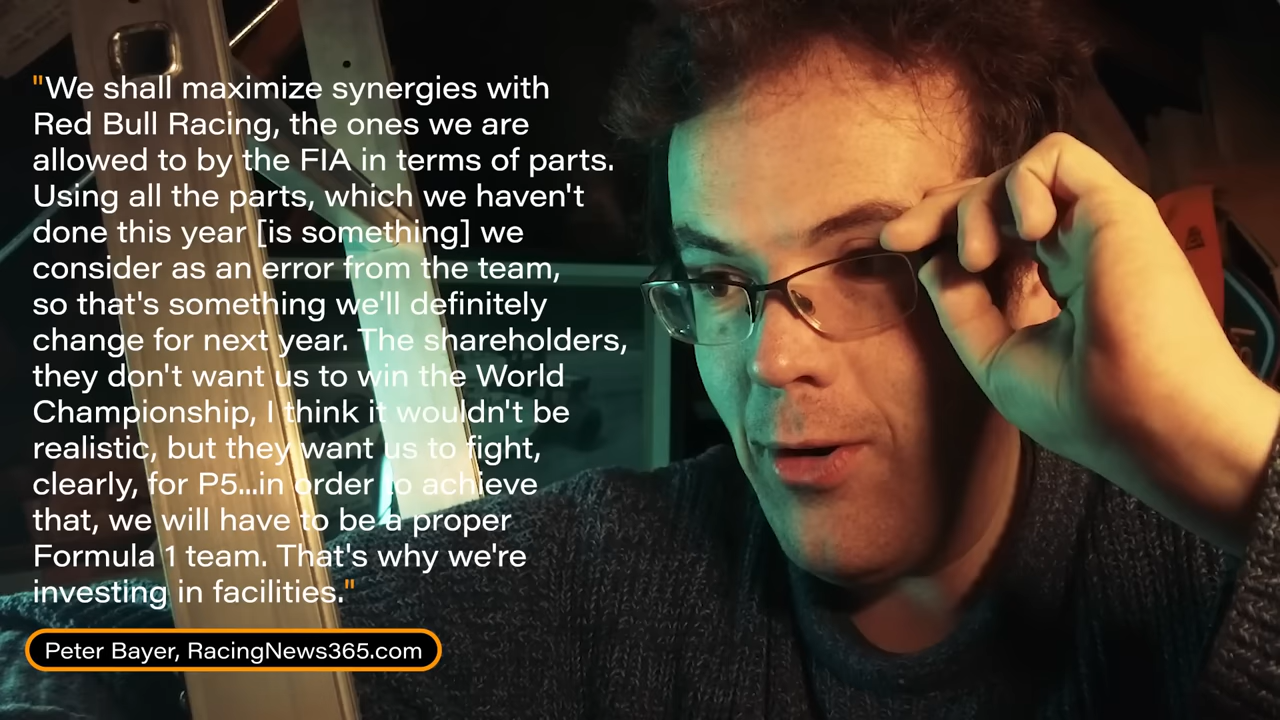 "We shall maximize synergies with
Red Bull Racing, the ones we are
allowed to by the FIA in terms of parts.
Using all the parts, which we haven't
done this year [is something] we
consider as an error from the team,
so that's something we'll definitely
change for next year. The shareholders,
they don't want us to win the World
Championship, I think it wouldn't be
realistic, but they want us to fight,
clearly, for P5...in order to achieve
that, we will have to be a proper
Formula 1 team. That's why we're
investing in facilities."
Peter Bayer, RacingNews365.com